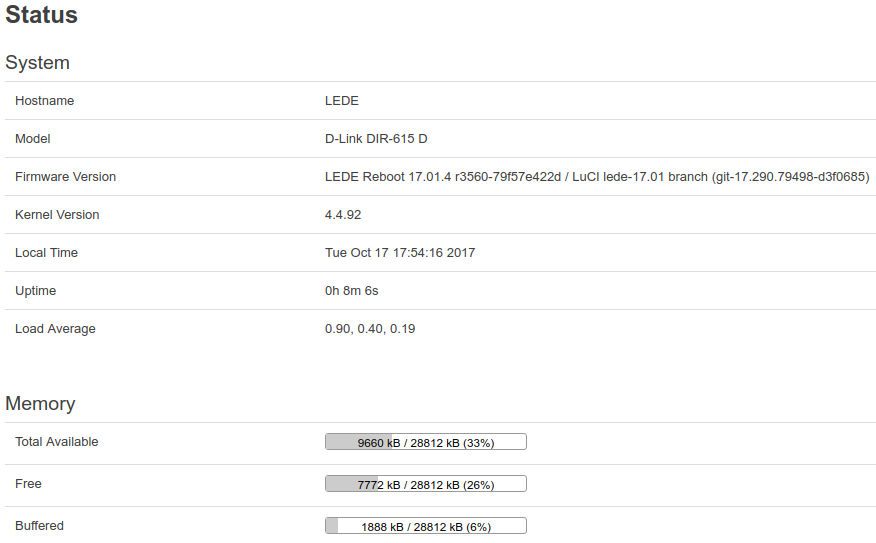 Status
System
Hostname LEDE
Model D-Link DIR-615 D
Firmware Version LEDE Reboot 17.01.4 r3560-79f57e422d / LuCI lede-17.01 branch (git-17.290.79498-d3f0685)
Kernel Version 4.4.92
Local Time Tue Oct 17 17:54:16 2017
Uptime 0h 8m 6s
Load Average 0.90, 0.40, 0.19
Memory
Total Available 9660 kB / 28812 kB (33%)
Free 7772 kB / 28812 kB (26%)
Buffered 1888 kB / 28812 kB (6%)